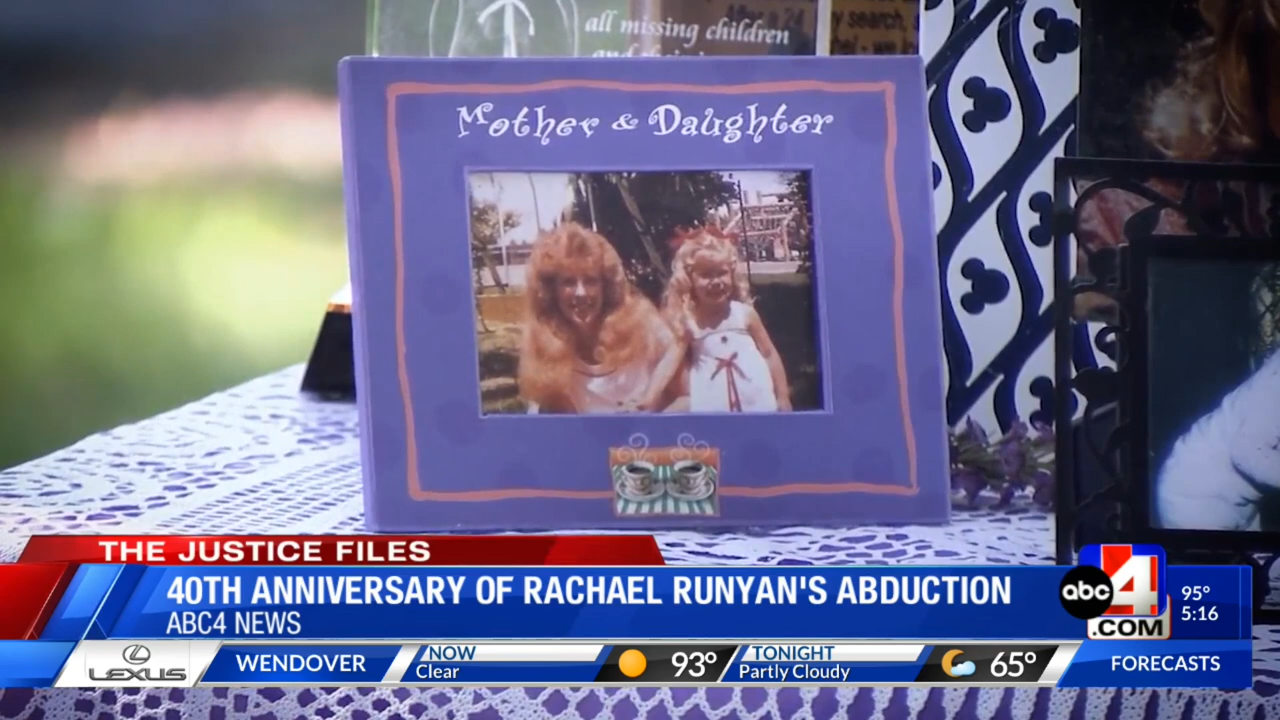 all missing children
Mother & Daughter
THE JUSTICE FILES
40TH ANNIVERSARY OF RACHAEL RUNYAN'S ABDUCTION
ABC4 NEWS
abc 4
.COM
95°
5:16
LEXUS
WENDOVER
NOW
Clear
93°
TONIGHT
Partly Cloudy
65°
FORECASTS